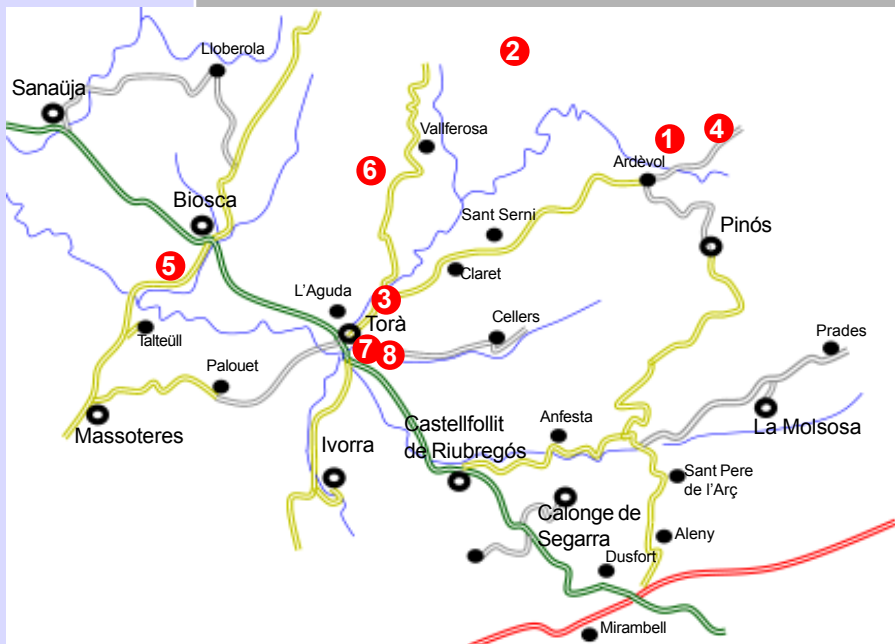 2
Lloberola
Sanaüja
Vallferosa
1
4
Ardèvol
6
Biosca
Sant Serni
Pinós
5
Claret
L'Aguda
3
Torà
Cellers
Talteüll
7
8
Prades
Palouet
Massoteres
Castellfollit
de Riubregós
Anfesta
La Molsosa
Ivorra
Sant Pere
de l'Arç
Calonge de
Segarra
Aleny
Dusfort
Mirambell